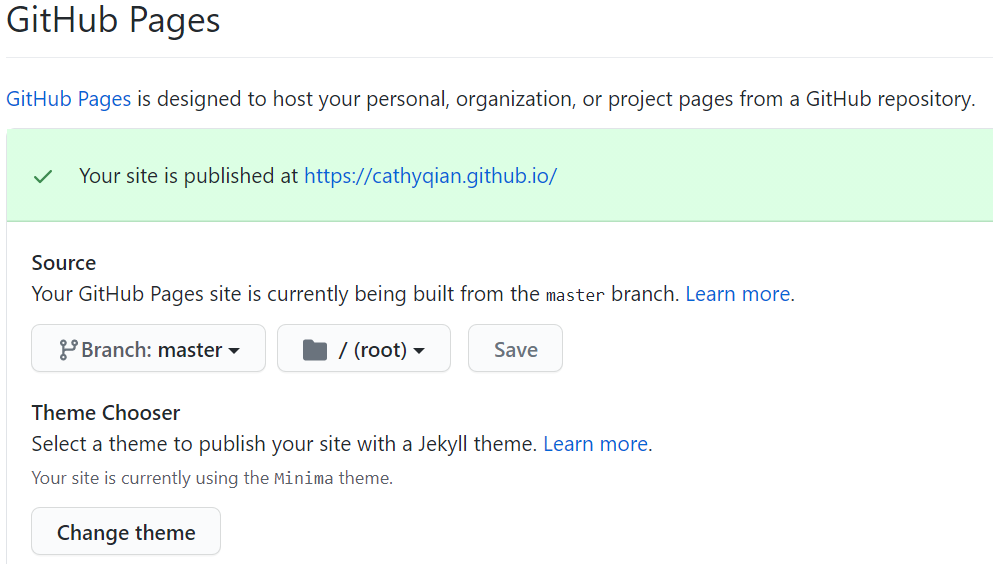 GitHub Pages
GitHub Pages is designed to host your personal, organization, or project pages from a GitHub repository.
Your site is published at https://cathyqian.github.io/
Source
Your GitHub Pages site is currently being built from the master branch. Learn more.
Branch: master / (root) Save
Theme Chooser
Select a theme to publish your site with a Jekyll theme. Learn more.
Your site is currently using the Minima theme.
Change theme